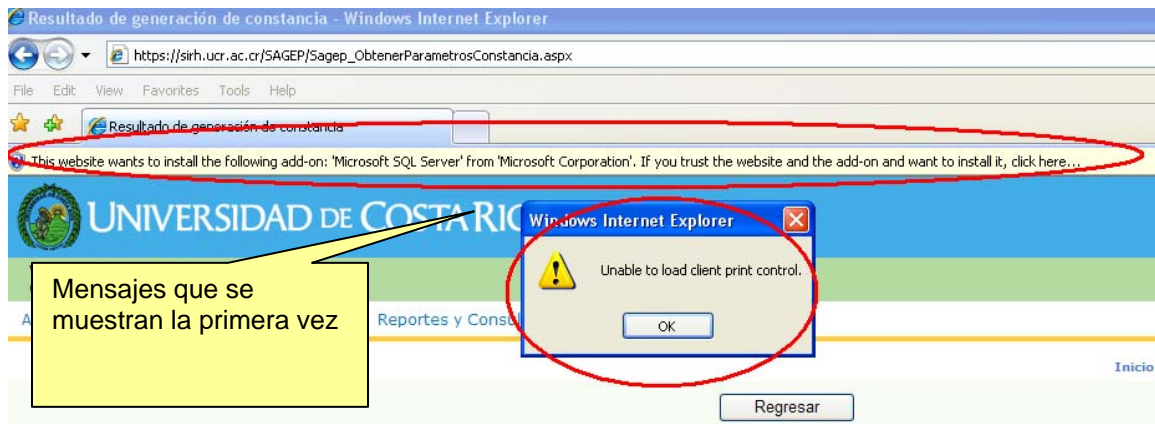 Resultado de generación de constancia - Windows Internet Explorer
https://sirh.ucr.ac.cr/SAGEP/Sagep_ObtenerParametrosConstancia.aspx
File Edit View Favorites Tools Help
Resultado de generación de constancia
This website wants to install the following add-on: 'Microsoft SQL Server' from 'Microsoft Corporation'. If you trust the website and the add-on and want to install it, click here...
UNIVERSIDAD DE COSTA RIC
Windows Internet Explorer
Unable to load client print control.
OK
Mensajes que se
muestran la primera vez
A
Reportes y Consu
Inicio
Regresar